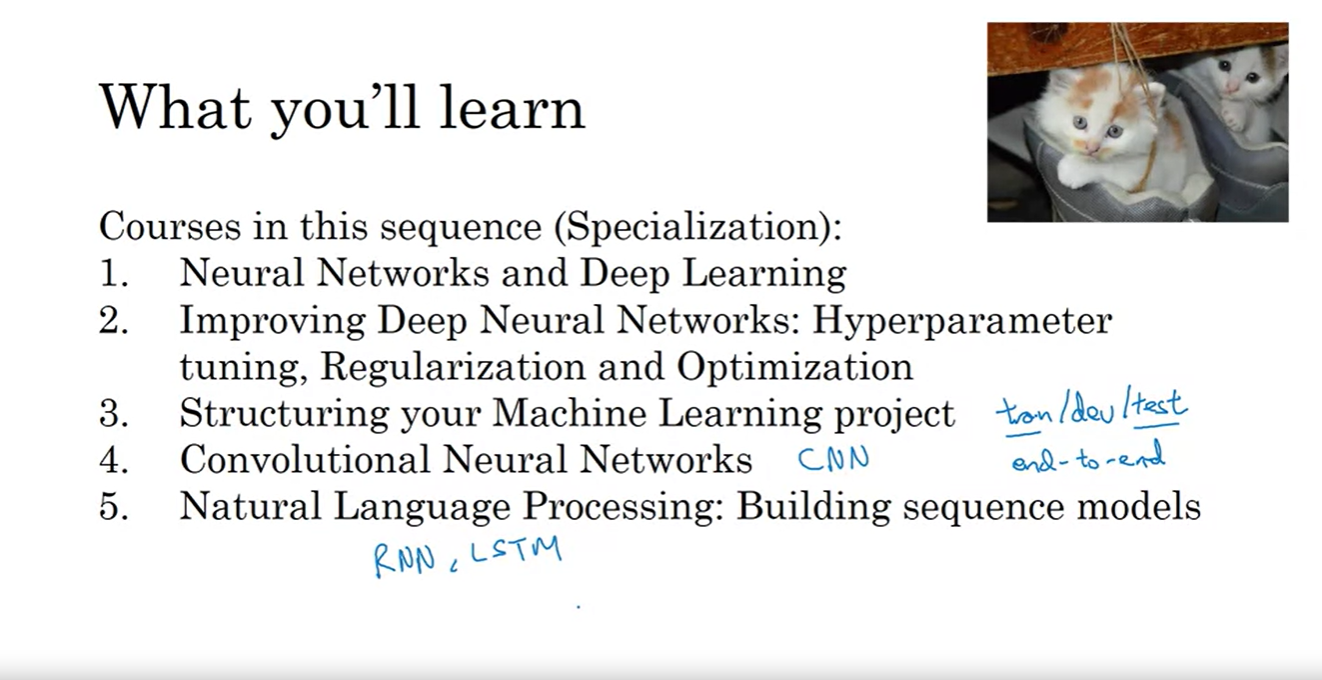 What you'll learn
Courses in this sequence (Specialization):
1. Neural Networks and Deep Learning
2. Improving Deep Neural Networks: Hyperparameter
tuning, Regularization and Optimization
3. Structuring your Machine Learning project train/dev/test
4. Convolutional Neural Networks CNN end-to-end
5. Natural Language Processing: Building sequence models
RNN, LSTM